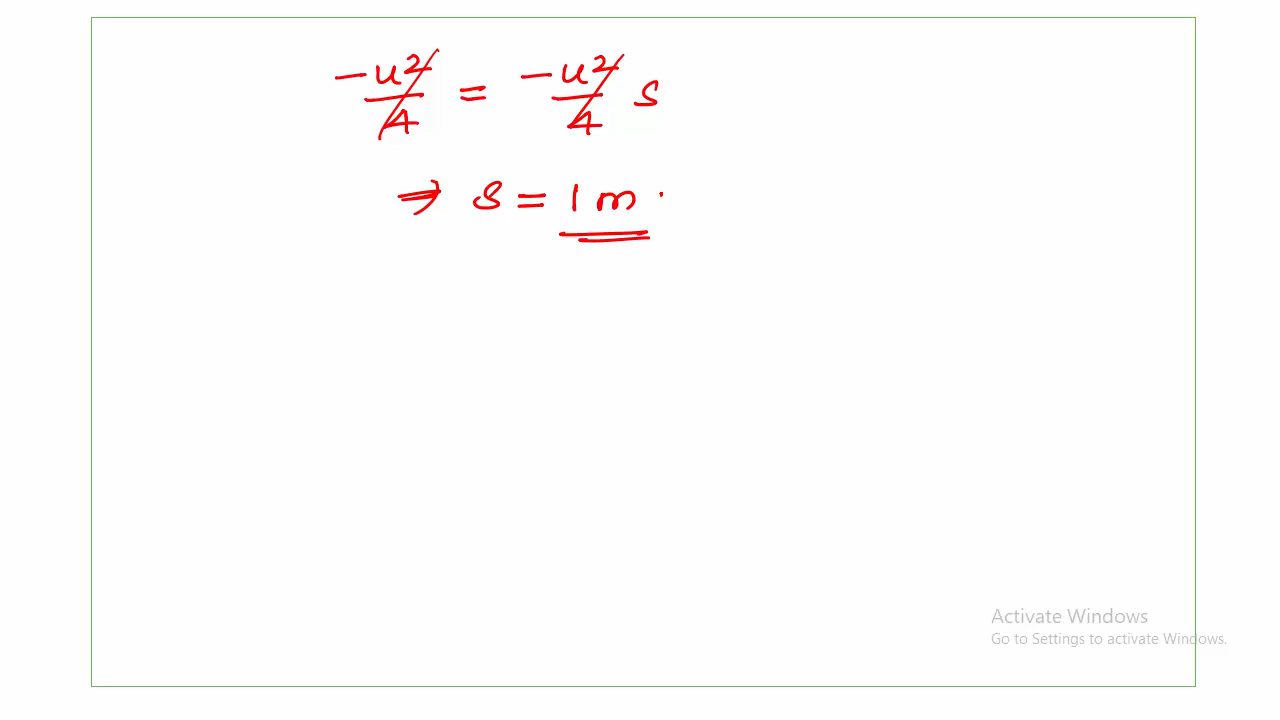 -u²/4 = -u²/4 s
⇒ s = 1 m.
Activate Windows
Go to Settings to activate Windows.